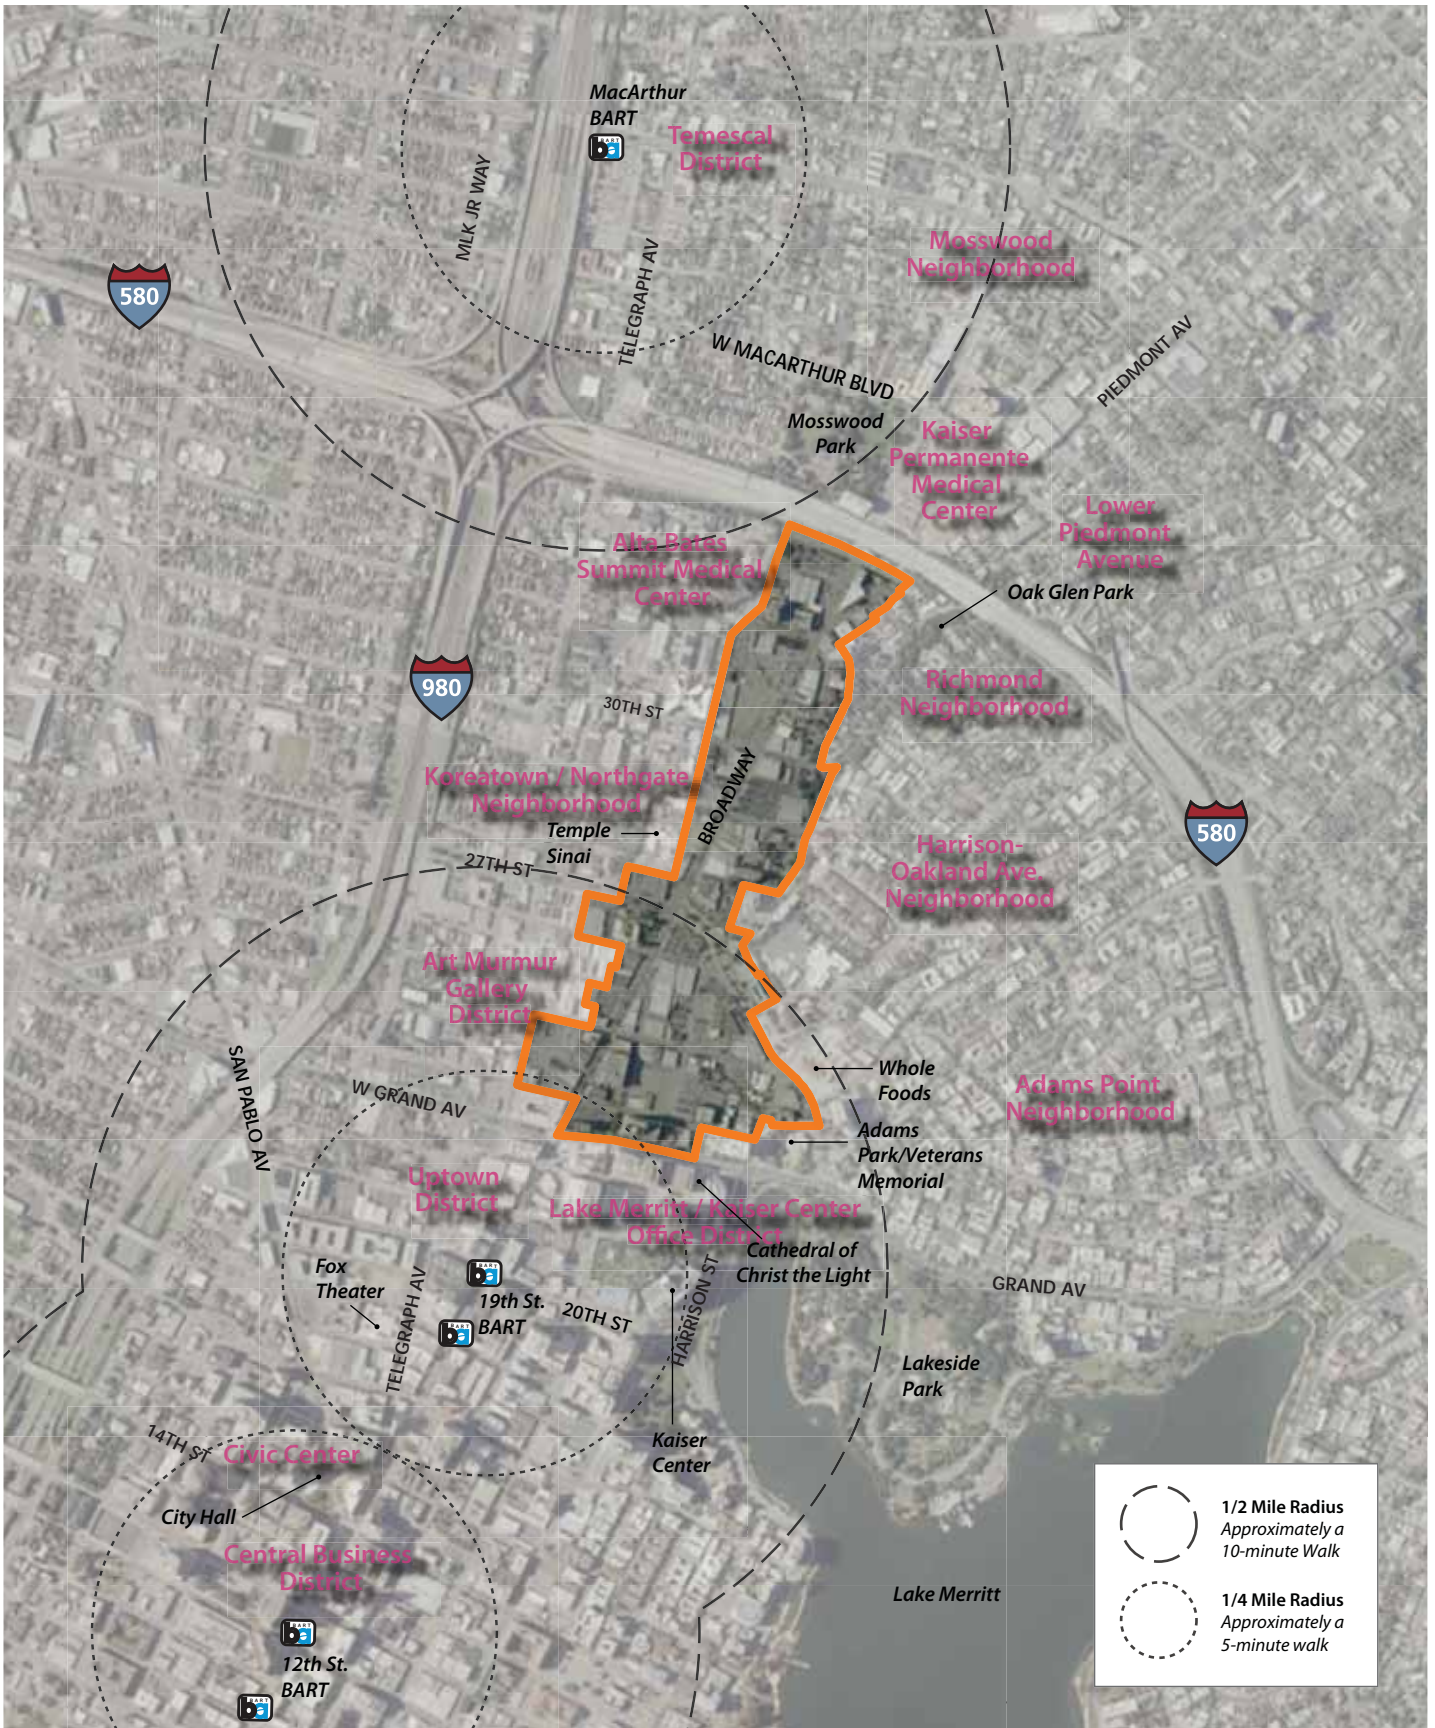 MacArthur
BART
BART
Temescal
District
MLK JR WAY
TELEGRAPH AV
Mosswood
Neighborhood
580
W MACARTHUR BLVD
PIEDMONT AV
Mosswood
Park
Kaiser
Permanente
Medical
Center
Lower
Piedmont
Avenue
Alta Bates
Summit Medical
Center
Oak Glen Park
980
30TH ST
Richmond
Neighborhood
Koreatown / Northgate
Neighborhood
BROADWAY
Temple
Sinai
580
27TH ST
Harrison-
Oakland Ave.
Neighborhood
Art Murmur
Gallery
District
SAN PABLO AV
W GRAND AV
Whole
Foods
Adams Point
Neighborhood
Adams
Park/Veterans
Memorial
Uptown
District
Lake Merritt / Kaiser Center
Office District
Cathedral of
Christ the Light
Fox
Theater
TELEGRAPH AV
BART
19th St.
BART
BART
20TH ST
HARRISON ST
GRAND AV
Lakeside
Park
Kaiser
Center
14TH ST
Civic Center
City Hall
Central Business
District
BART
12th St.
BART
BART
Lake Merritt
1/2 Mile Radius
Approximately a
10-minute Walk
1/4 Mile Radius
Approximately a
5-minute walk